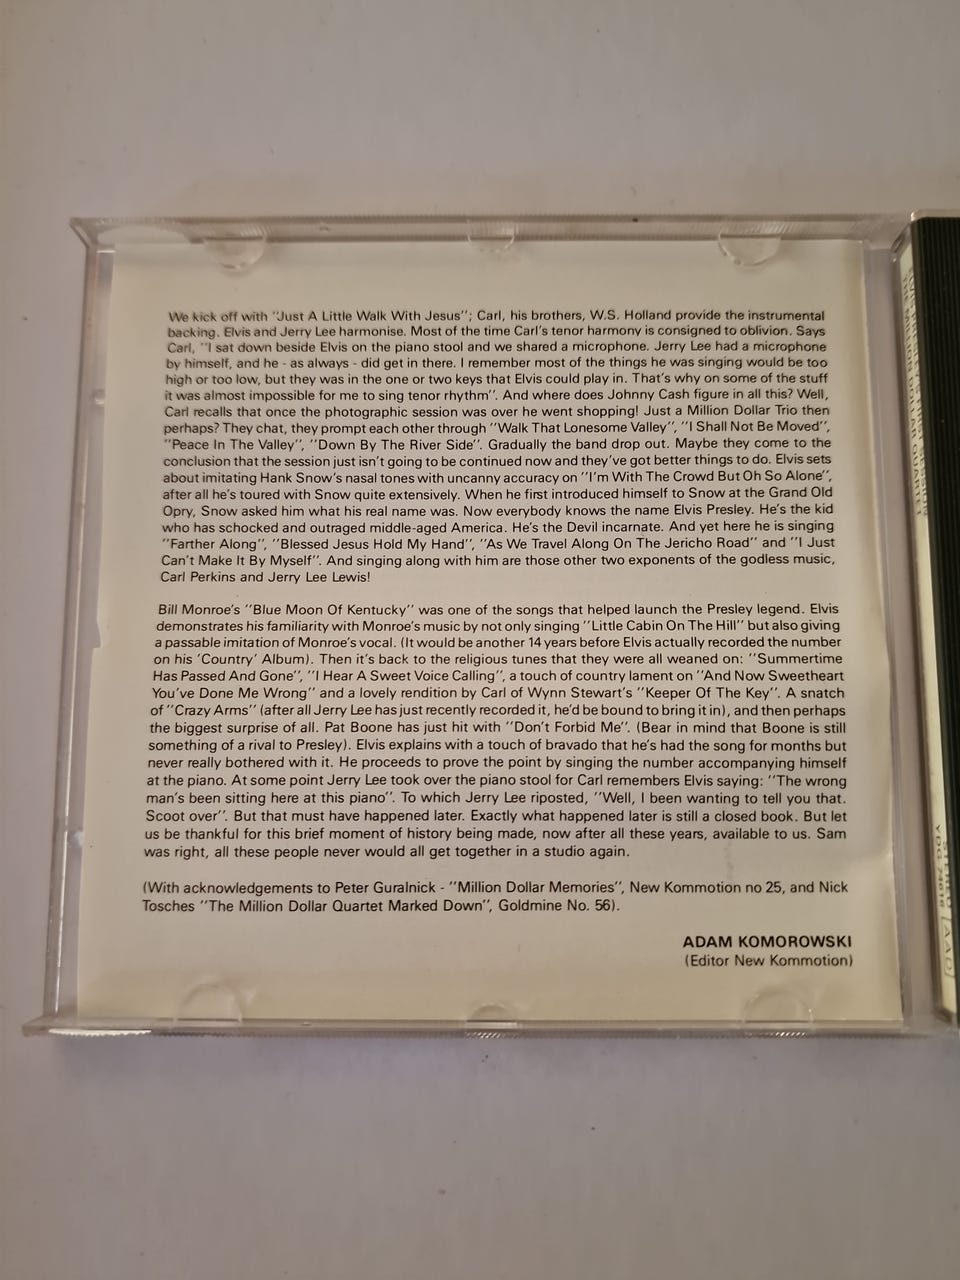 We kick off with "Just A Little Walk With Jesus"; Carl, his brothers, W.S. Holland provide the instrumental
backing. Elvis and Jerry Lee harmonise. Most of the time Carl's tenor harmony is consigned to oblivion. Says
Carl, "I sat down beside Elvis on the piano stool and we shared a microphone. Jerry Lee had a microphone
by himself, and he - as always - did get in there. I remember most of the things he was singing would be too
high or too low, but they was in the one or two keys that Elvis could play in. That's why on some of the stuff
it was almost impossible for me to sing tenor rhythm". And where does Johnny Cash figure in all this? Well,
Carl recalls that once the photographic session was over he went shopping! Just a Million Dollar Trio then
perhaps? They chat, they prompt each other through "Walk That Lonesome Valley", "I Shall Not Be Moved",
"Peace In The Valley", "Down By The River Side". Gradually the band drop out. Maybe they come to the
conclusion that the session just isn't going to be continued now and they've got better things to do. Elvis sets
about imitating Hank Snow's nasal tones with uncanny accuracy on "I'm With The Crowd But Oh So Alone",
after all he's toured with Snow quite extensively. When he first introduced himself to Snow at the Grand Old
Opry, Snow asked him what his real name was. Now everybody knows the name Elvis Presley. He's the kid
who has schocked and outraged middle-aged America. He's the Devil incarnate. And yet here he is singing
"Farther Along", "Blessed Jesus Hold My Hand", "As We Travel Along On The Jericho Road" and "I Just
Can't Make It By Myself". And singing along with him are those other two exponents of the godless music,
Carl Perkins and Jerry Lee Lewis!
Bill Monroe's "Blue Moon Of Kentucky" was one of the songs that helped launch the Presley legend. Elvis
demonstrates his familiarity with Monroe's music by not only singing "Little Cabin On The Hill" but also giving
a passable imitation of Monroe's vocal. (It would be another 14 years before Elvis actually recorded the number
on his 'Country' Album). Then it's back to the religious tunes that they were all weaned on: "Summertime
Has Passed And Gone", "I Hear A Sweet Voice Calling", a touch of country lament on "And Now Sweetheart
You've Done Me Wrong" and a lovely rendition by Carl of Wynn Stewart's "Keeper Of The Key". A snatch
of "Crazy Arms" (after all Jerry Lee has just recently recorded it, he'd be bound to bring it in), and then perhaps
the biggest surprise of all. Pat Boone has just hit with "Don't Forbid Me". (Bear in mind that Boone is still
something of a rival to Presley). Elvis explains with a touch of bravado that he's had the song for months but
never really bothered with it. He proceeds to prove the point by singing the number accompanying himself
at the piano. At some point Jerry Lee took over the piano stool for Carl remembers Elvis saying: "The wrong
man's been sitting here at this piano". To which Jerry Lee riposted, "Well, I been wanting to tell you that.
Scoot over". But that must have happened later. Exactly what happened later is still a closed book. But let
us be thankful for this brief moment of history being made, now after all these years, available to us. Sam
was right, all these people never would all get together in a studio again.
(With acknowledgements to Peter Guralnick - "Million Dollar Memories", New Kommotion no 25, and Nick
Tosches "The Million Dollar Quartet Marked Down", Goldmine No. 56).
ADAM KOMOROWSKI
(Editor New Kommotion)